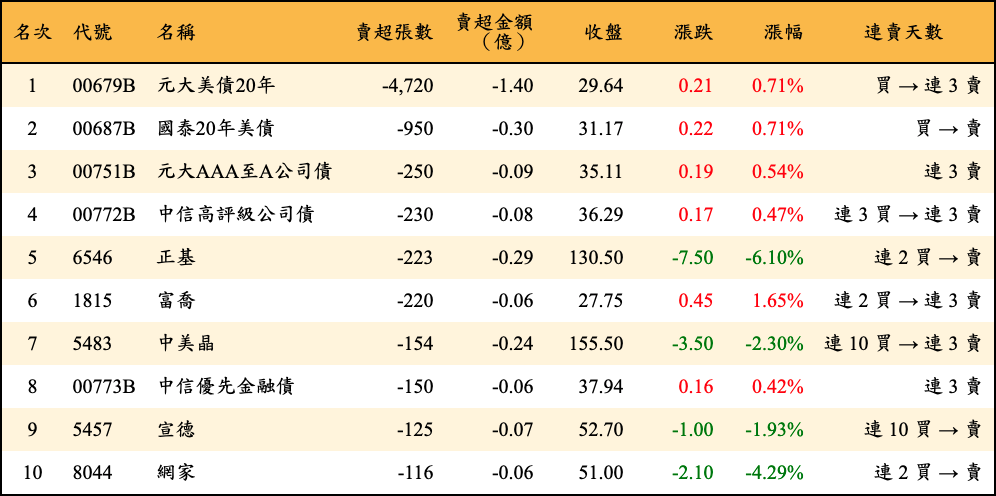 名次 代號 名稱 賣超張數 賣超金額（億） 收盤 漲跌 漲幅 連賣天數
1 00679B 元大美債20年 -4,720 -1.40 29.64 0.21 0.71% 買 → 連 3 賣
2 00687B 國泰20年美債 -950 -0.30 31.17 0.22 0.71% 買 → 賣
3 00751B 元大AAA至A公司債 -250 -0.09 35.11 0.19 0.54% 連 3 賣
4 00772B 中信高評級公司債 -230 -0.08 36.29 0.17 0.47% 連 3 買 → 連 3 賣
5 6546 正基 -223 -0.29 130.50 -7.50 -6.10% 連 2 買 → 賣
6 1815 富喬 -220 -0.06 27.75 0.45 1.65% 連 2 買 → 連 3 賣
7 5483 中美晶 -154 -0.24 155.50 -3.50 -2.30% 連 10 買 → 連 3 賣
8 00773B 中信優先金融債 -150 -0.06 37.94 0.16 0.42% 連 3 賣
9 5457 宣德 -125 -0.07 52.70 -1.00 -1.93% 連 10 買 → 賣
10 8044 網家 -116 -0.06 51.00 -2.10 -4.29% 連 2 買 → 賣